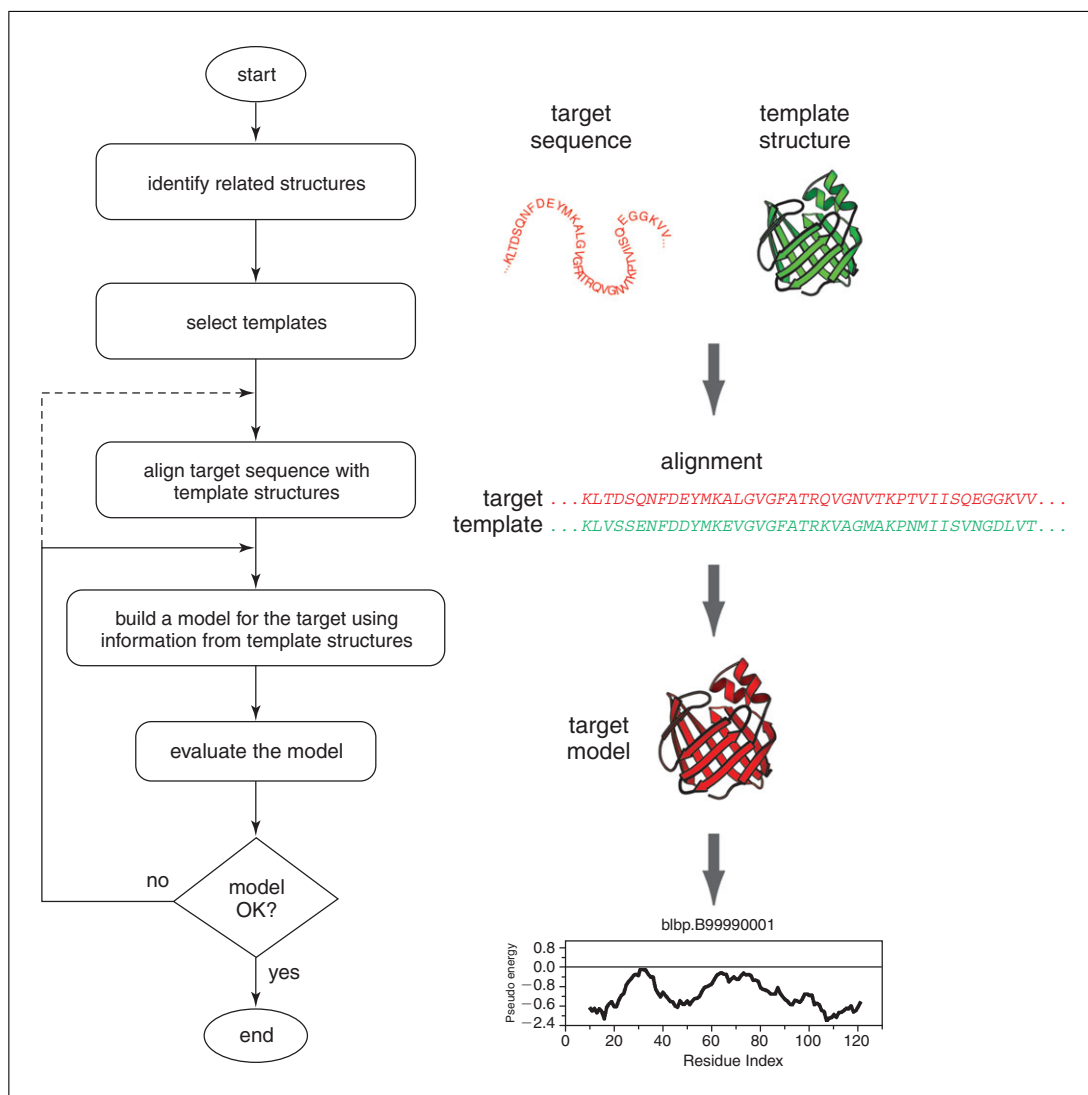 start
identify related structures
select templates
align target sequence with
template structures
build a model for the target using
information from template structures
evaluate the model
no
model
OK?
yes
end
target
sequence
template
structure
...KLTDSQNFDEYMKALGVGFATRQVGNVTKPTVIISQEGGKVV...
alignment
target ...KLTDSQNFDEYMKALGVGFATRQVGNVTKPTVIISQEGGKVV...
template ...KLVSSENFDDYMKEVGVGFATRKVAGMAKPNMIISVNGDLVT...
target
model
blbp.B99990001
Pseudo energy
0.8
0.0
−0.8
−1.6
−2.4
0 20 40 60 80 100 120
Residue Index